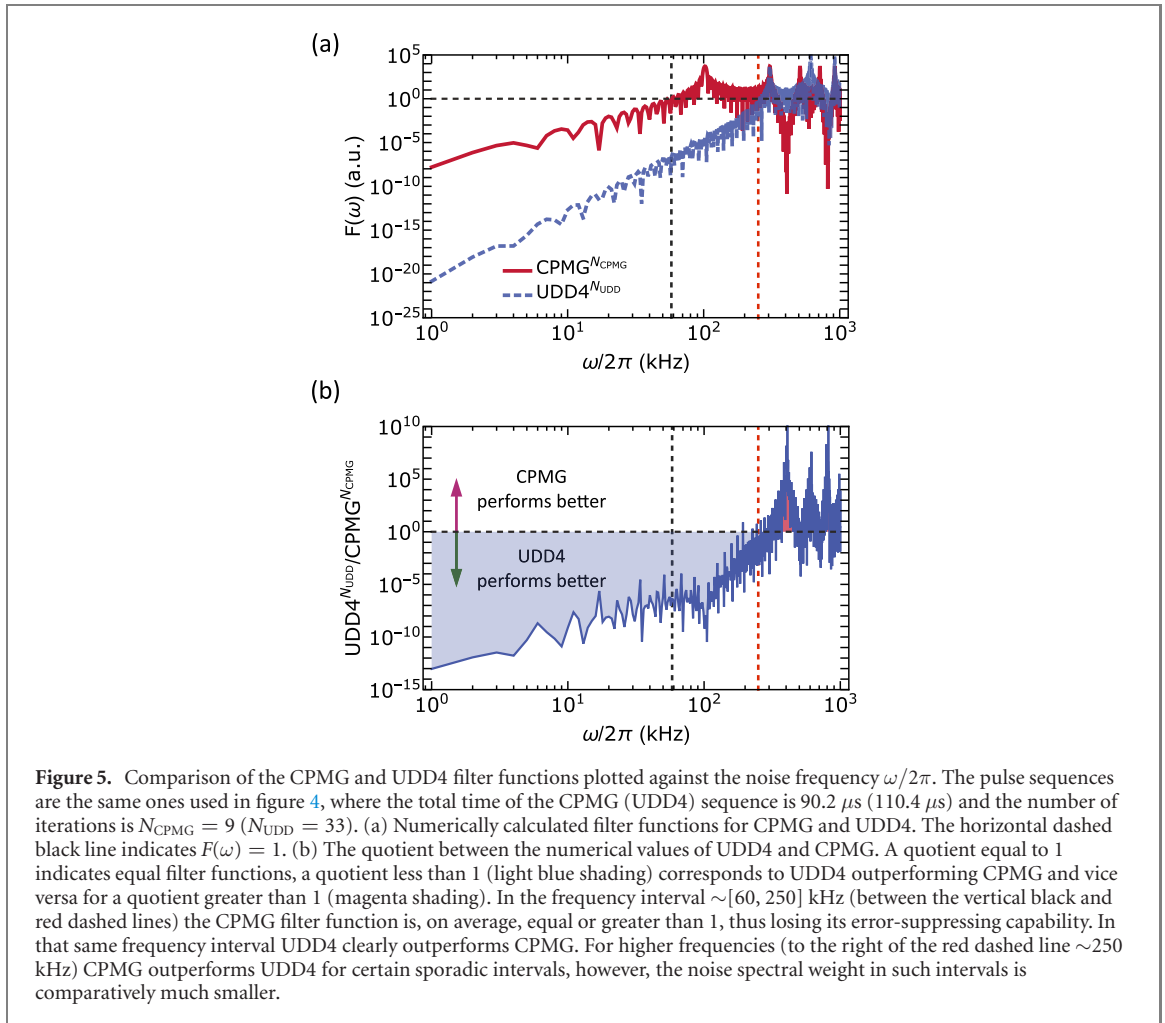 (a)
10^5
10^0
10^-5
10^-10
10^-15
10^-20
10^-25
F(ω) (a.u.)
CPMG^N_CPMG
UDD4^N_UDD
10^0 10^1 10^2 10^3
ω/2π (kHz)
(b)
10^10
10^5
10^0
10^-5
10^-10
10^-15
UDD4^N_UDD/CPMG^N_CPMG
CPMG
performs better
UDD4
performs better
10^0 10^1 10^2 10^3
ω/2π (kHz)
Figure 5. Comparison of the CPMG and UDD4 filter functions plotted against the noise frequency ω/2π. The pulse sequences
are the same ones used in figure 4, where the total time of the CPMG (UDD4) sequence is 90.2 μs (110.4 μs) and the number of
iterations is N_CPMG = 9 (N_UDD = 33). (a) Numerically calculated filter functions for CPMG and UDD4. The horizontal dashed
black line indicates F(ω) = 1. (b) The quotient between the numerical values of UDD4 and CPMG. A quotient equal to 1
indicates equal filter functions, a quotient less than 1 (light blue shading) corresponds to UDD4 outperforming CPMG and vice
versa for a quotient greater than 1 (magenta shading). In the frequency interval ∼[60, 250] kHz (between the vertical black and
red dashed lines) the CPMG filter function is, on average, equal or greater than 1, thus losing its error-suppressing capability. In
that same frequency interval UDD4 clearly outperforms CPMG. For higher frequencies (to the right of the red dashed line ∼250
kHz) CPMG outperforms UDD4 for certain sporadic intervals, however, the noise spectral weight in such intervals is
comparatively much smaller.